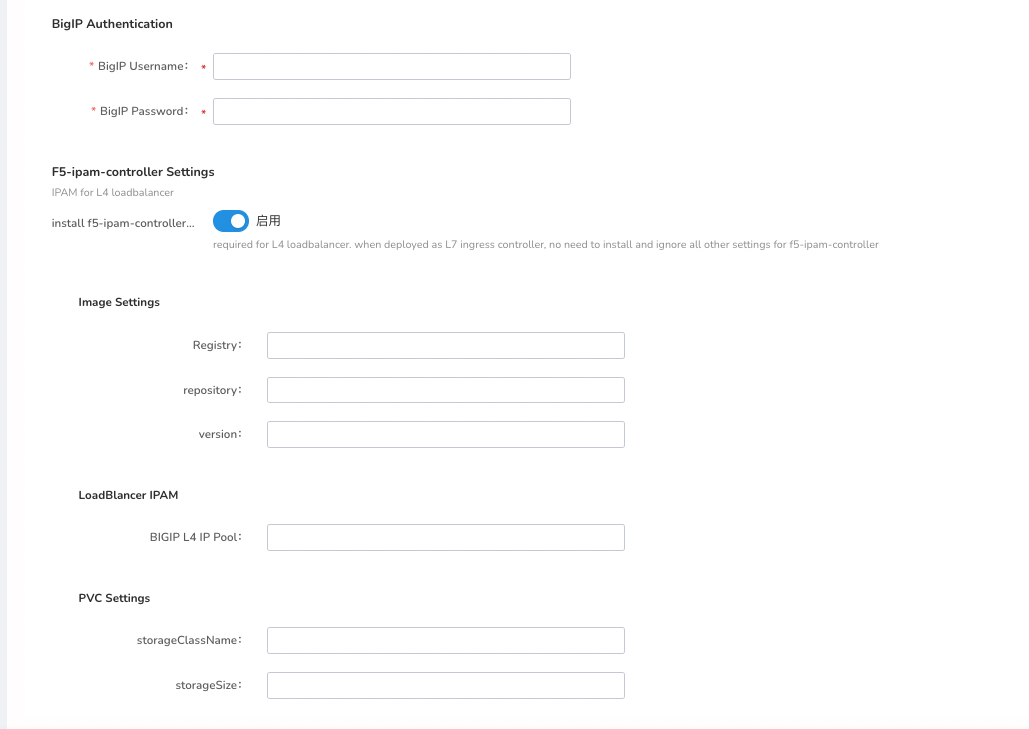 BigIP Authentication
* BigIP Username: *
* BigIP Password: *
F5-ipam-controller Settings
IPAM for L4 loadbalancer
install f5-ipam-controller... 启用
required for L4 loadbalancer. when deployed as L7 ingress controller, no need to install and ignore all other settings for f5-ipam-controller
Image Settings
Registry:
repository:
version:
LoadBlancer IPAM
BIGIP L4 IP Pool:
PVC Settings
storageClassName:
storageSize: